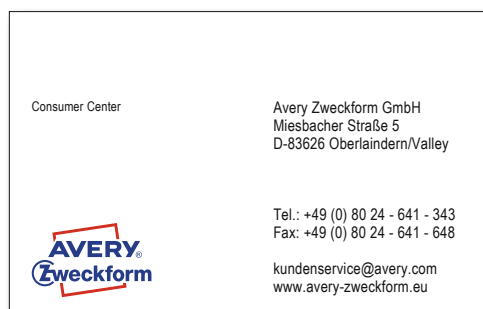 Consumer Center
Avery Zweckform GmbH
Miesbacher Straße 5
D-83626 Oberlaindern/Valley
Tel.: +49 (0) 80 24 - 641 - 343
Fax: +49 (0) 80 24 - 641 - 648
kundenservice@avery.com
www.avery-zweckform.eu
AVERY®
Zweckform